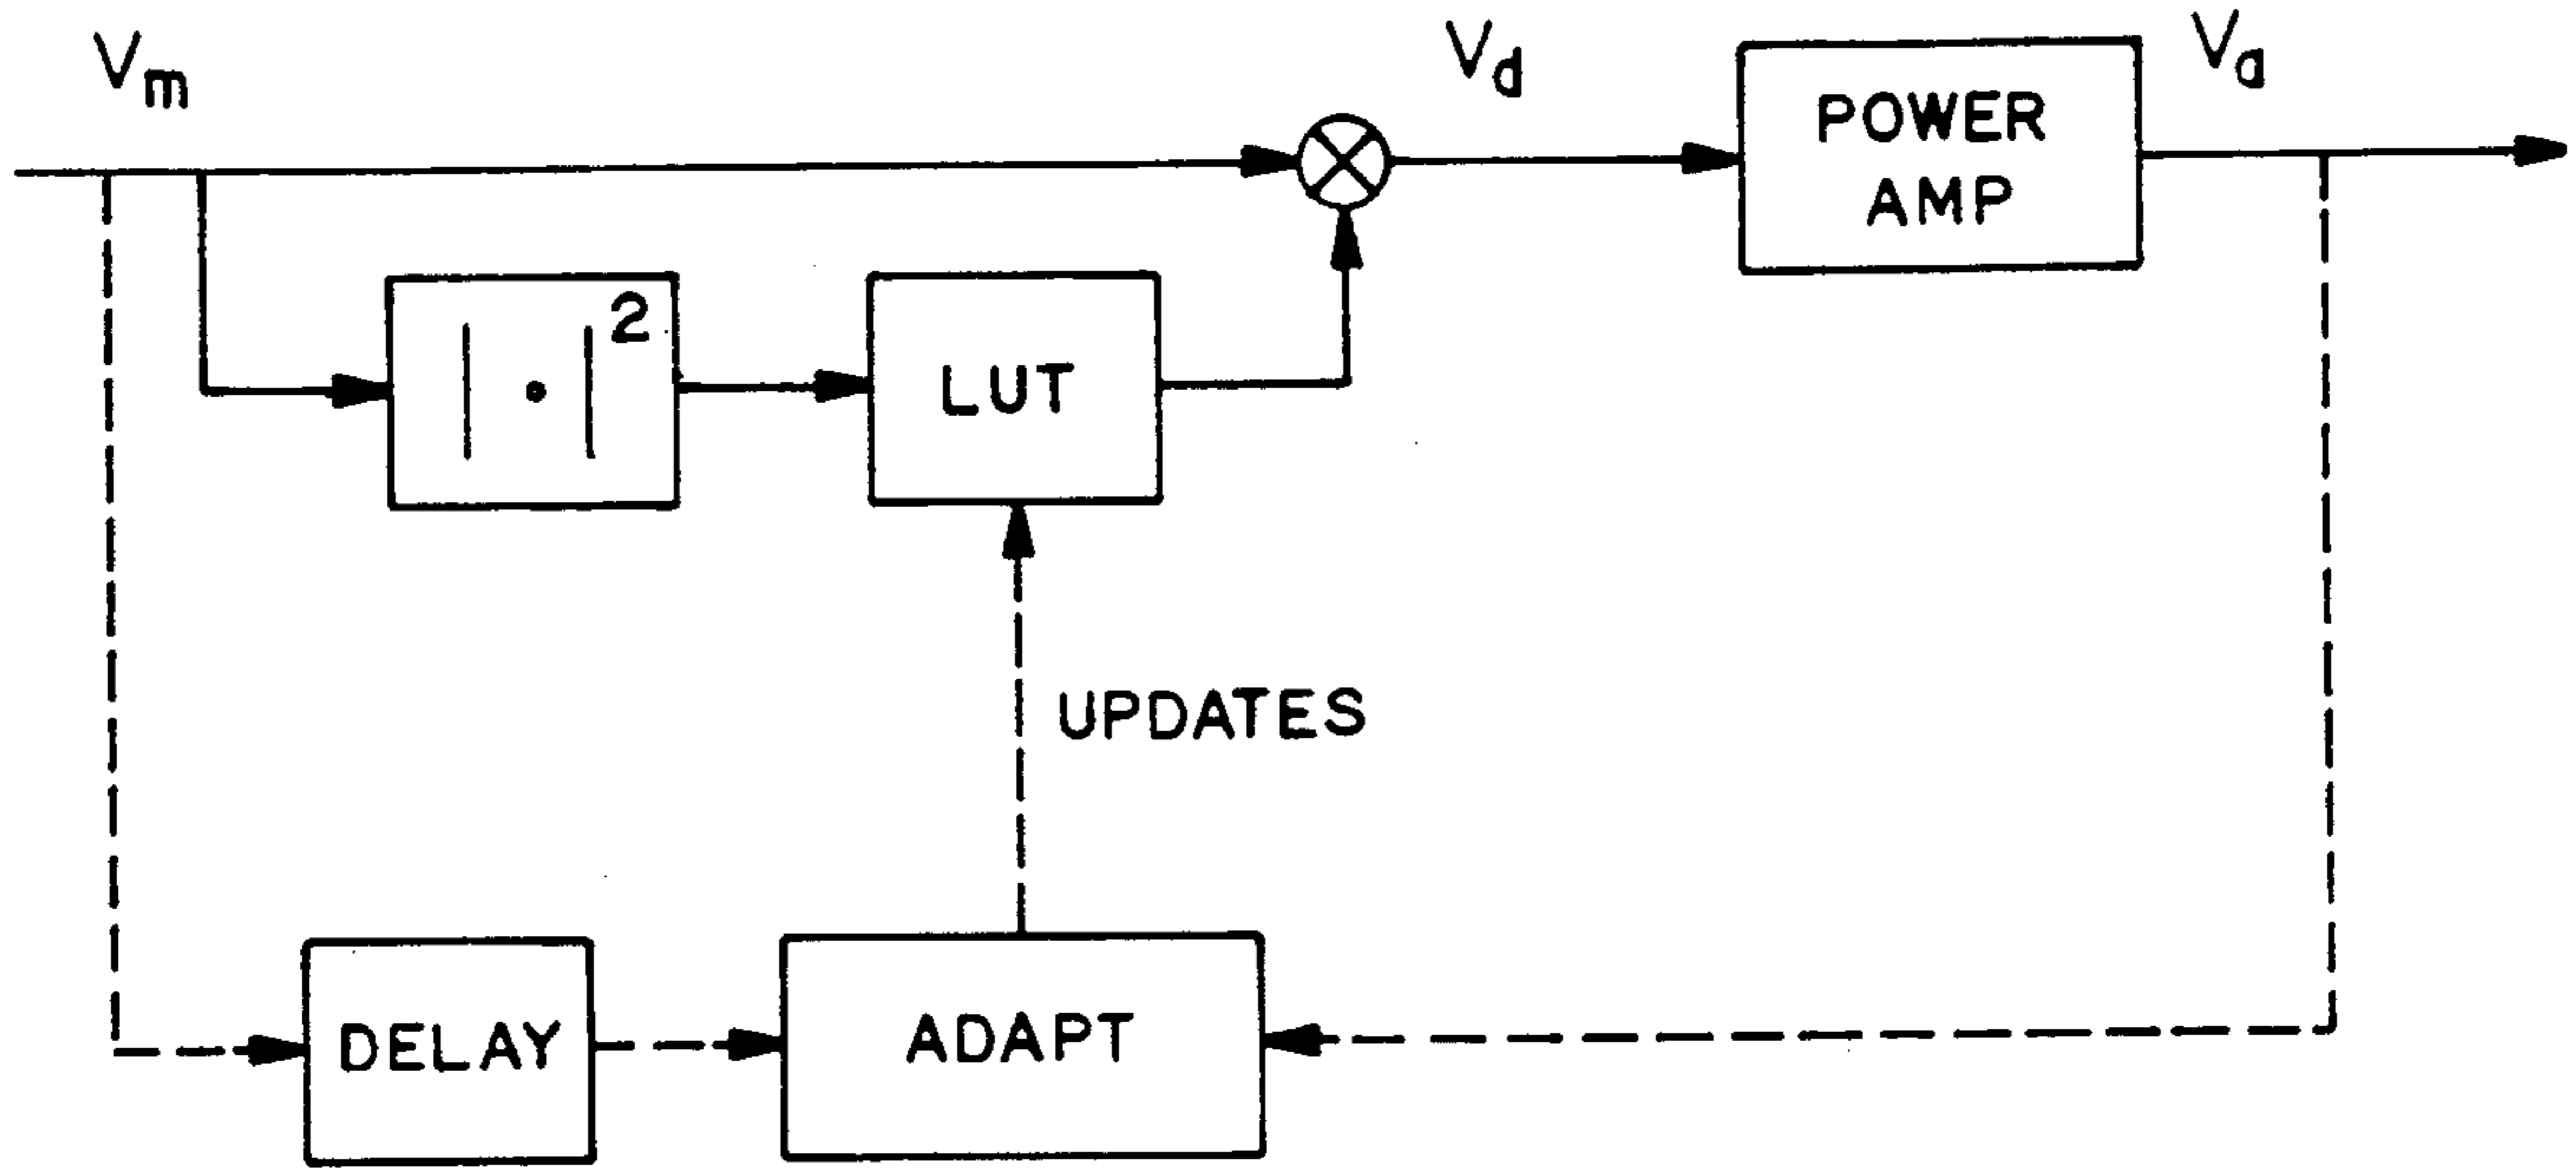 Vm
Vd
Va
POWER
AMP
| • |2
LUT
UPDATES
DELAY
ADAPT